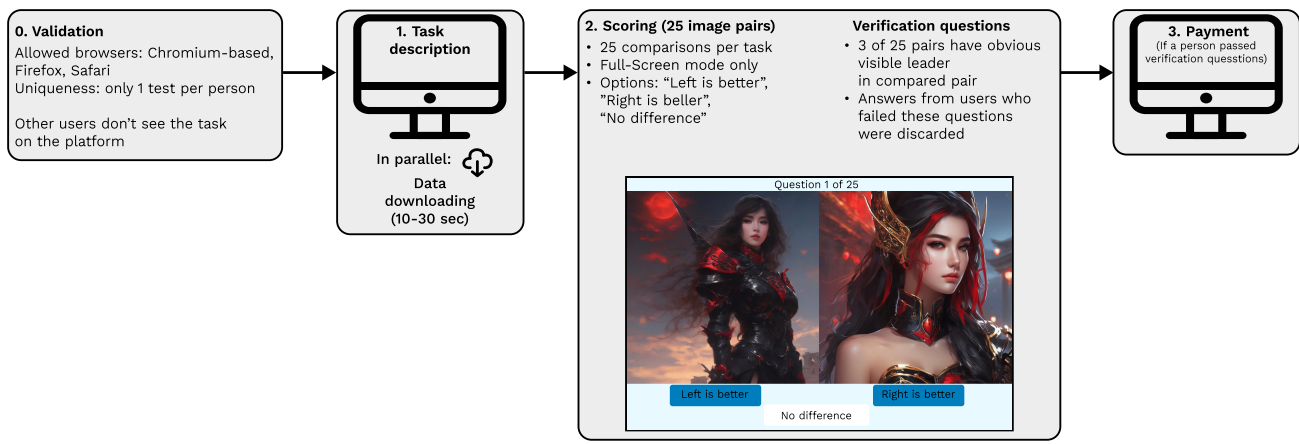 0. Validation
Allowed browsers: Chromium-based,
Firefox, Safari
Uniqueness: only 1 test per person
Other users don't see the task
on the platform
1. Task
description
In parallel:
Data
downloading
(10-30 sec)
2. Scoring (25 image pairs)
• 25 comparisons per task
• Full-Screen mode only
• Options: “Left is better”,
”Right is beller”,
“No difference”
Verification questions
• 3 of 25 pairs have obvious
visible leader
in compared pair
• Answers from users who
failed these questions
were discarded
Question 1 of 25
Left is better
Right is better
No difference
3. Payment
(If a person passed
verification quesstions)